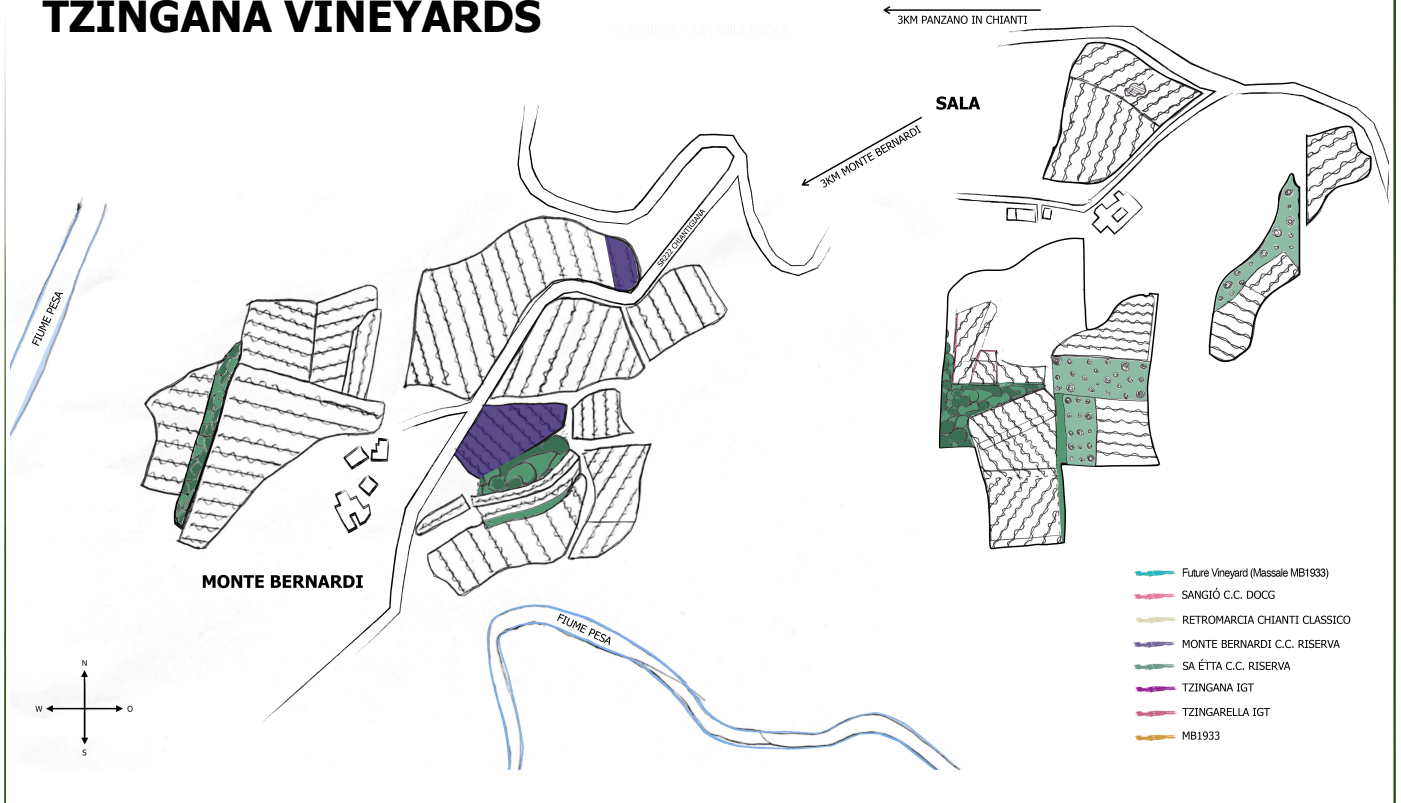 TZINGANA VINEYARDS
3KM PANZANO IN CHIANTI
SALA
3KM MONTE BERNARDI
SR222 CHIANTIGIANA
FIUME PESA
MONTE BERNARDI
FIUME PESA
Future Vineyard (Massale MB1933)
SANGIÓ C.C. DOCG
RETROMARCIA CHIANTI CLASSICO
MONTE BERNARDI C.C. RISERVA
SA ÉTTA C.C. RISERVA
TZINGANA IGT
TZINGARELLA IGT
MB1933
N
W
O
S